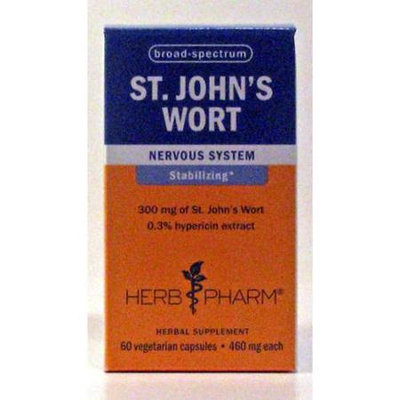 broad-spectrum
ST. JOHN'S
WORT
NERVOUS SYSTEM
Stabilizing*
300 mg of St. John's Wort
0.3% hypericin extract
HERB PHARM®
HERBAL SUPPLEMENT
60 vegetarian capsules • 460 mg each